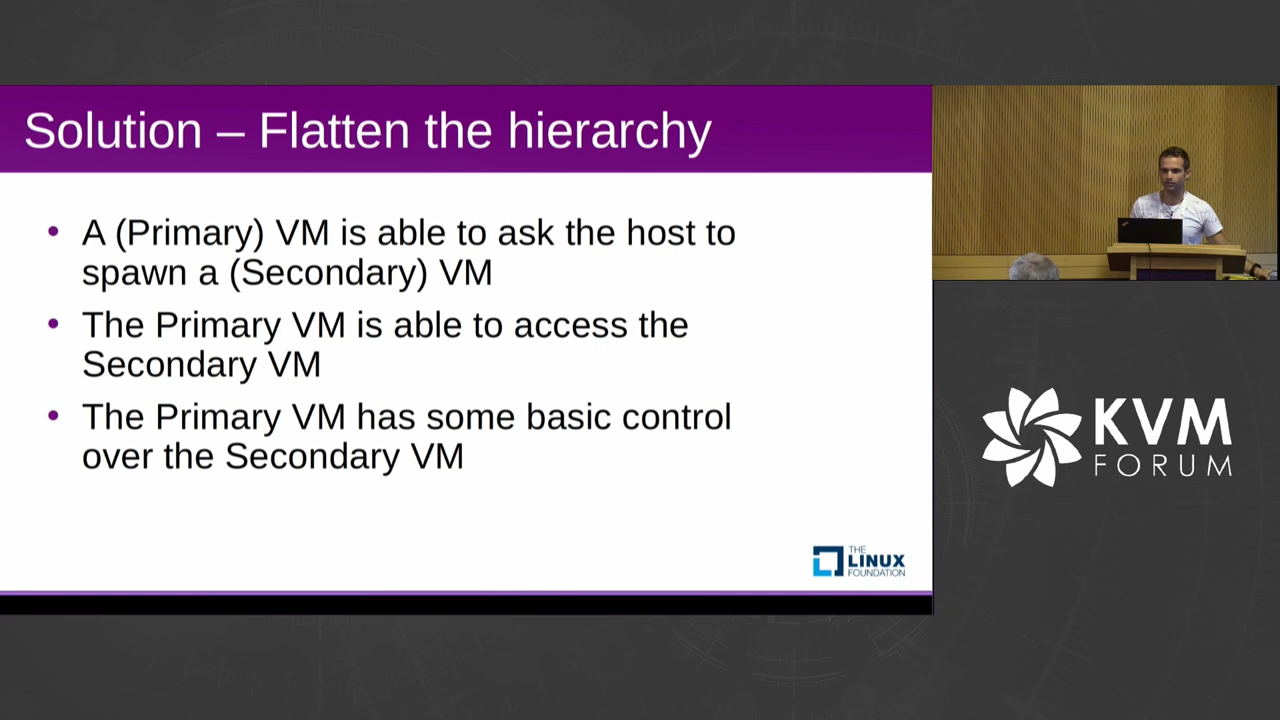 Solution – Flatten the hierarchy
• A (Primary) VM is able to ask the host to
spawn a (Secondary) VM
• The Primary VM is able to access the
Secondary VM
• The Primary VM has some basic control
over the Secondary VM
THE
LINUX
FOUNDATION
KVM
FORUM